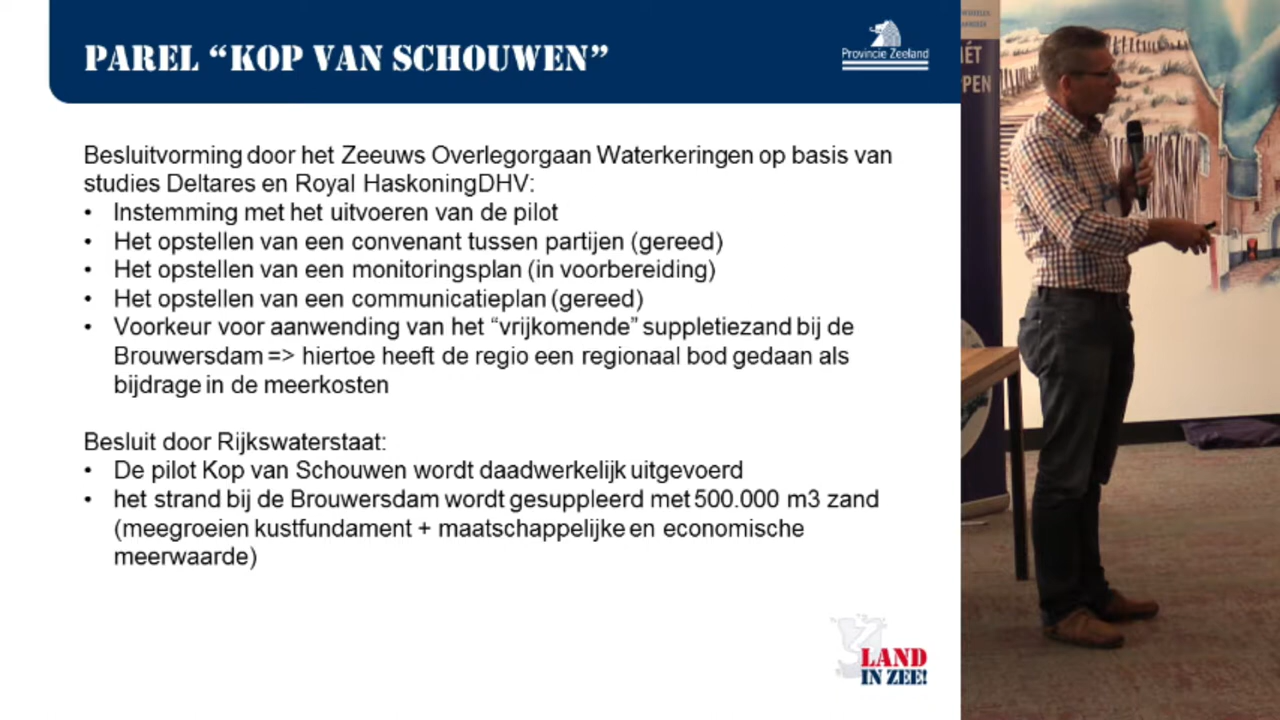 PAREL “KOP VAN SCHOUWEN”
Provincie Zeeland
Besluitvorming door het Zeeuws Overlegorgaan Waterkeringen op basis van
studies Deltares en Royal HaskoningDHV:
• Instemming met het uitvoeren van de pilot
• Het opstellen van een convenant tussen partijen (gereed)
• Het opstellen van een monitoringsplan (in voorbereiding)
• Het opstellen van een communicatieplan (gereed)
• Voorkeur voor aanwending van het “vrijkomende” suppletiezand bij de
Brouwersdam => hiertoe heeft de regio een regionaal bod gedaan als
bijdrage in de meerkosten
Besluit door Rijkswaterstaat:
• De pilot Kop van Schouwen wordt daadwerkelijk uitgevoerd
• het strand bij de Brouwersdam wordt gesuppleerd met 500.000 m3 zand
(meegroeien kustfundament + maatschappelijke en economische
meerwaarde)
LAND
IN ZEE!